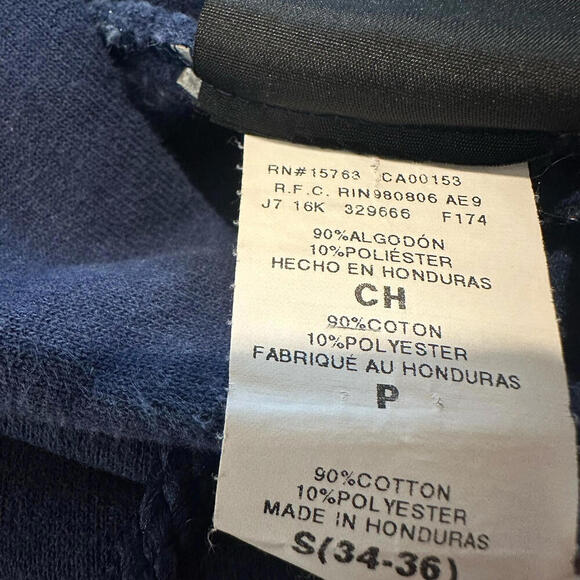 RN#15763 CA00153
R.F.C. RIN980806 AE9
J7 16K 329666 F174
90%ALGODÓN
10%POLIÉSTER
HECHO EN HONDURAS
CH
90%COTON
10%POLYESTER
FABRIQUÉ AU HONDURAS
P
90%COTTON
10%POLYESTER
MADE IN HONDURAS
S(34-36)